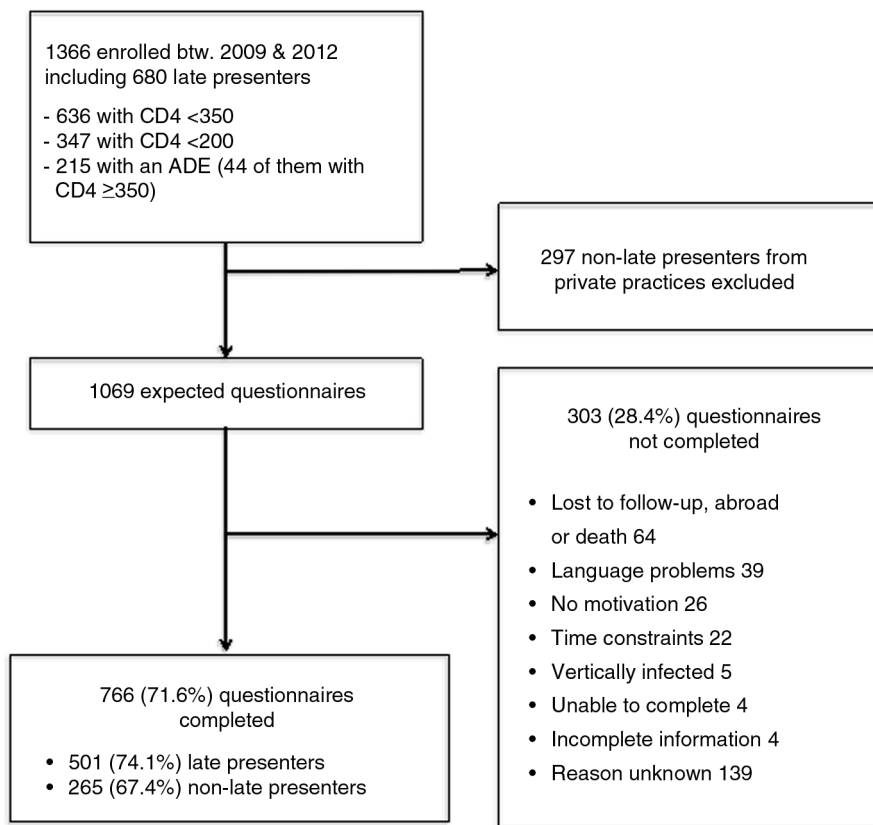 1366 enrolled btw. 2009 & 2012
including 680 late presenters
- 636 with CD4 <350
- 347 with CD4 <200
- 215 with an ADE (44 of them with
CD4 ≥350)
297 non-late presenters from
private practices excluded
1069 expected questionnaires
303 (28.4%) questionnaires
not completed
• Lost to follow-up, abroad
or death 64
• Language problems 39
• No motivation 26
• Time constraints 22
• Vertically infected 5
• Unable to complete 4
• Incomplete information 4
• Reason unknown 139
766 (71.6%) questionnaires
completed
• 501 (74.1%) late presenters
• 265 (67.4%) non-late presenters